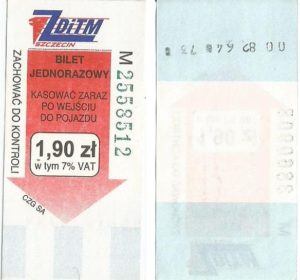 ZDiTM
SZCZECIN
BILET
JEDNORAZOWY
KASOWAĆ ZARAZ
PO WEJŚCIU
DO POJAZDU
1,90 zł
w tym 7% VAT
ZACHOWAĆ DO KONTROLI
CZG SA
M 2558512